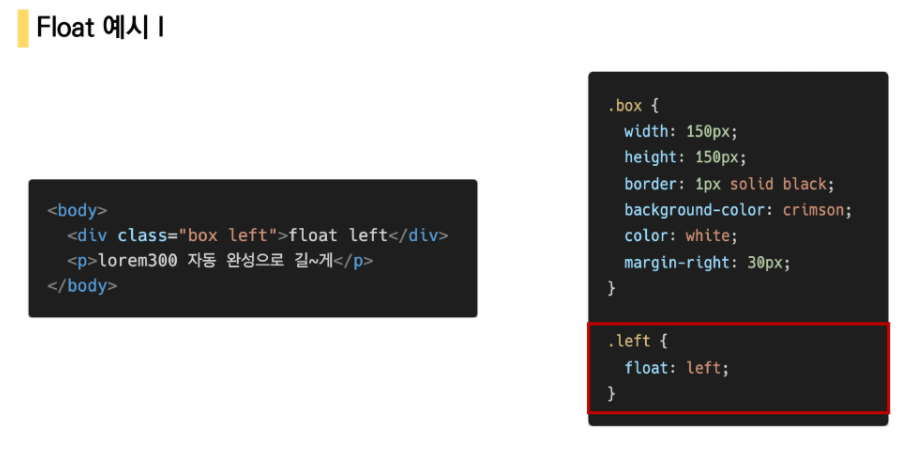 Float 예시 I
<body>
<div class="box left">float left</div>
<p>lorem300 자동 완성으로 길~게</p>
</body>
.box {
width: 150px;
height: 150px;
border: 1px solid black;
background-color: crimson;
color: white;
margin-right: 30px;
}
.left {
float: left;
}